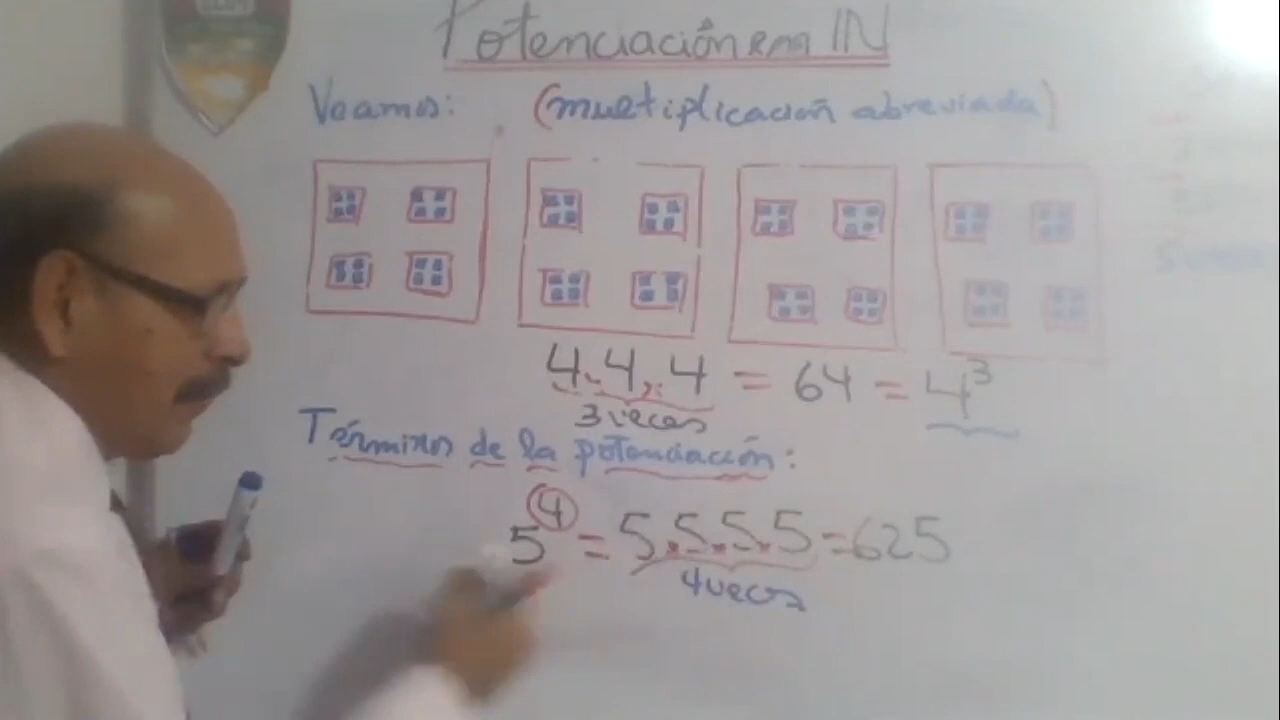 Potenciación en IN
Veamos: (multiplicación abreviada)
4 . 4 . 4 = 64 = 4³
3 veces
Términos de la potenciación:
5⁴ = 5.5.5.5 = 625
4 veces